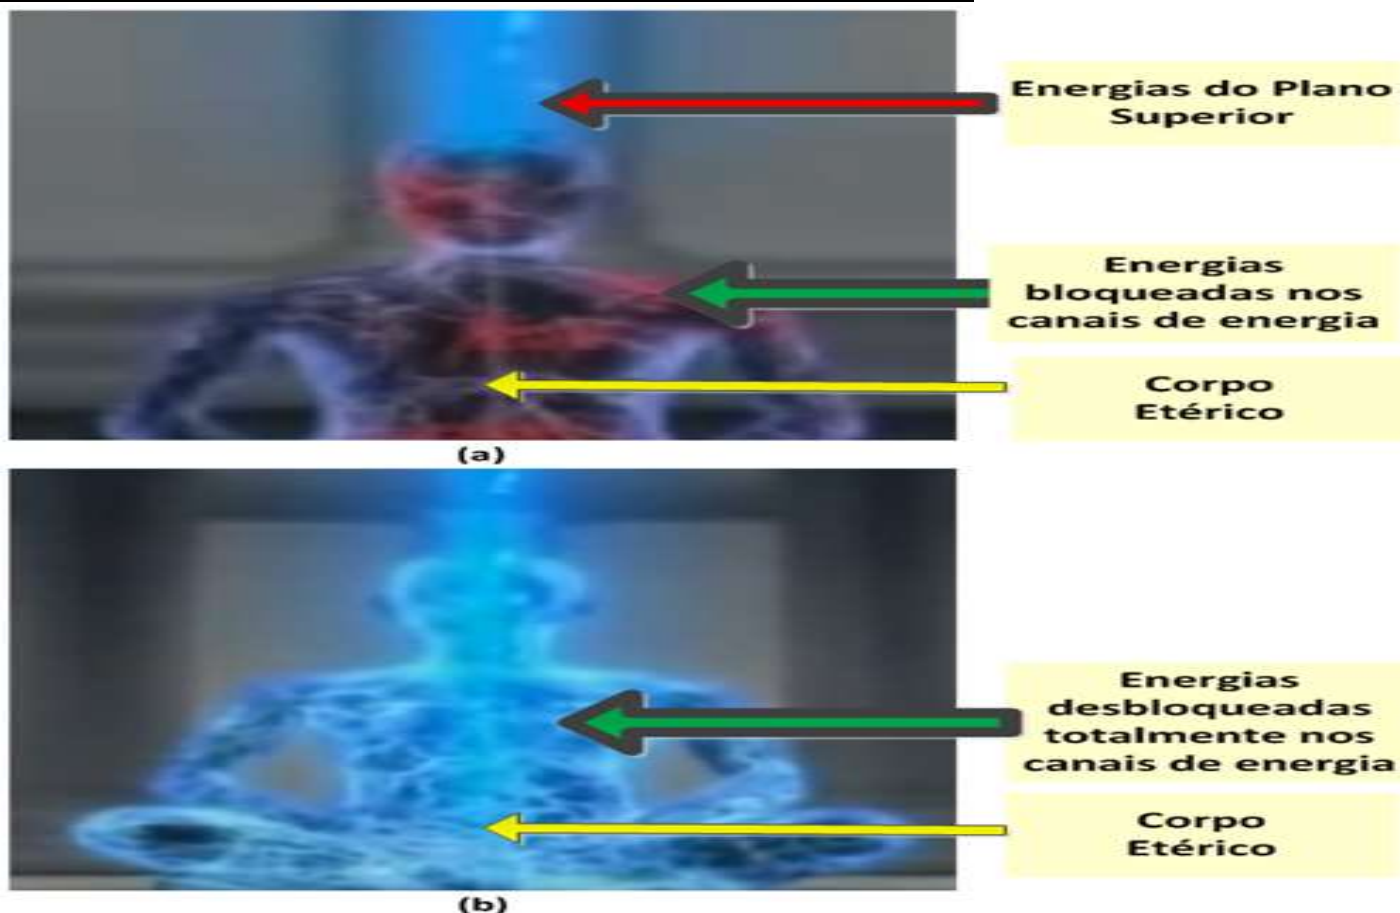 Energias do Plano
Superior
Energias
bloqueadas nos
canais de energia
Corpo
Etérico
(a)
Energias
desbloqueadas
totalmente nos
canais de energia
Corpo
Etérico
(b)